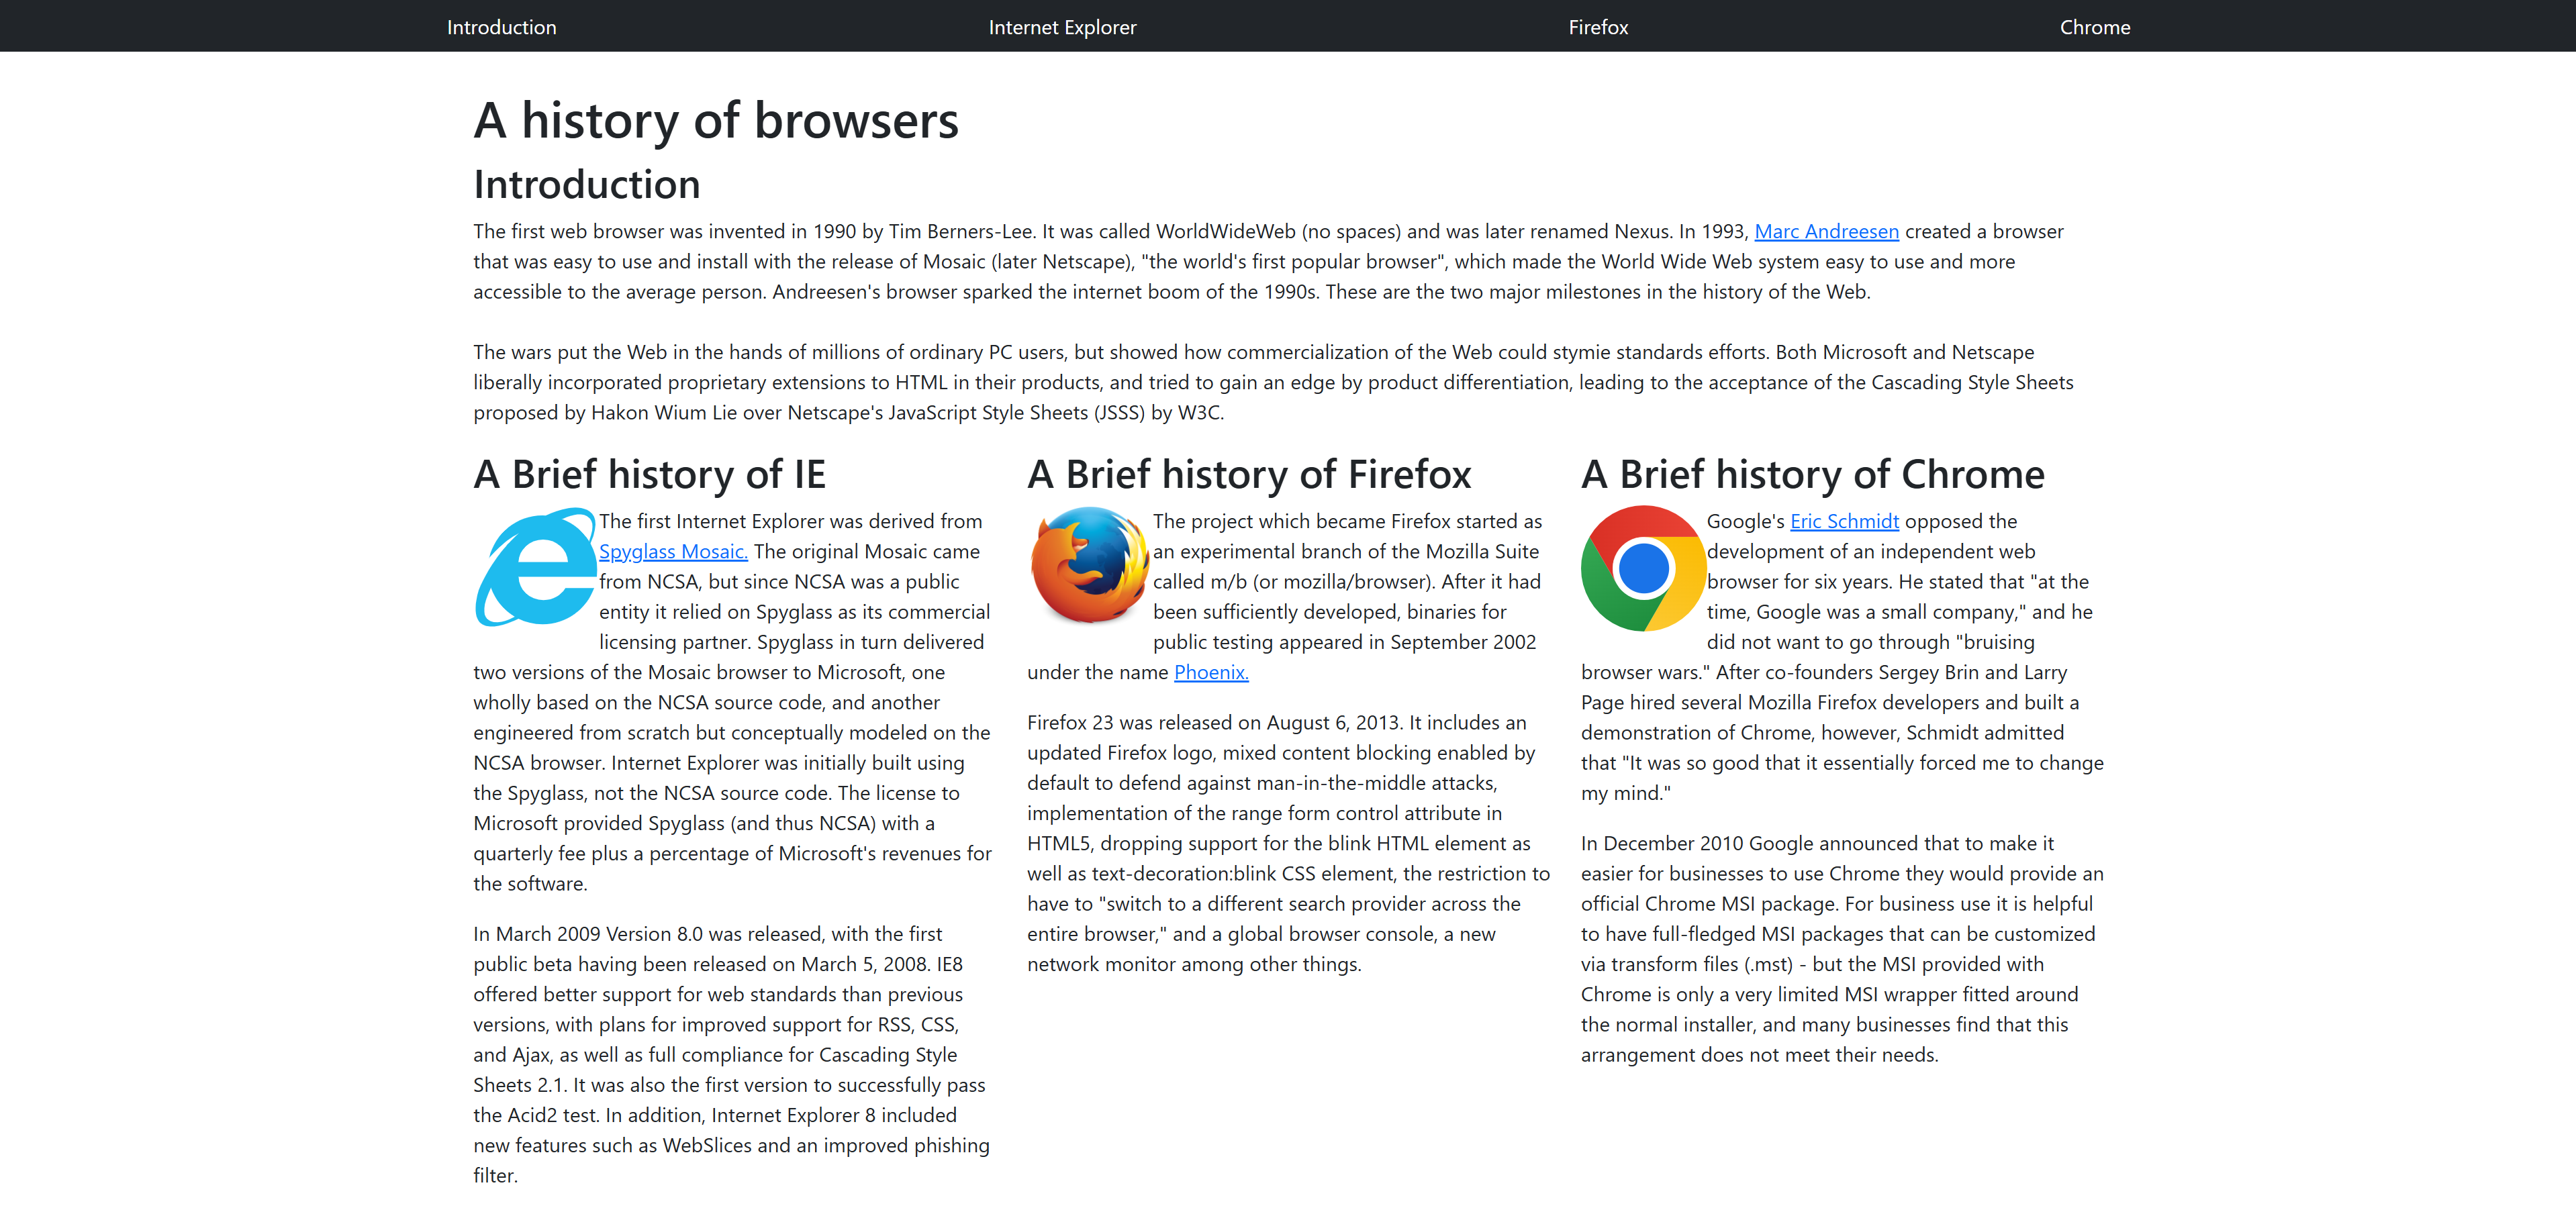 Introduction
Internet Explorer
Firefox
Chrome
A history of browsers
Introduction
The first web browser was invented in 1990 by Tim Berners-Lee. It was called WorldWideWeb (no spaces) and was later renamed Nexus. In 1993, Marc Andreesen created a browser
that was easy to use and install with the release of Mosaic (later Netscape), "the world's first popular browser", which made the World Wide Web system easy to use and more
accessible to the average person. Andreesen's browser sparked the internet boom of the 1990s. These are the two major milestones in the history of the Web.
The wars put the Web in the hands of millions of ordinary PC users, but showed how commercialization of the Web could stymie standards efforts. Both Microsoft and Netscape
liberally incorporated proprietary extensions to HTML in their products, and tried to gain an edge by product differentiation, leading to the acceptance of the Cascading Style Sheets
proposed by Hakon Wium Lie over Netscape's JavaScript Style Sheets (JSSS) by W3C.
A Brief history of IE
The first Internet Explorer was derived from
Spyglass Mosaic. The original Mosaic came
from NCSA, but since NCSA was a public
entity it relied on Spyglass as its commercial
licensing partner. Spyglass in turn delivered
two versions of the Mosaic browser to Microsoft, one
wholly based on the NCSA source code, and another
engineered from scratch but conceptually modeled on the
NCSA browser. Internet Explorer was initially built using
the Spyglass, not the NCSA source code. The license to
Microsoft provided Spyglass (and thus NCSA) with a
quarterly fee plus a percentage of Microsoft's revenues for
the software.
In March 2009 Version 8.0 was released, with the first
public beta having been released on March 5, 2008. IE8
offered better support for web standards than previous
versions, with plans for improved support for RSS, CSS,
and Ajax, as well as full compliance for Cascading Style
Sheets 2.1. It was also the first version to successfully pass
the Acid2 test. In addition, Internet Explorer 8 included
new features such as WebSlices and an improved phishing
filter.
A Brief history of Firefox
The project which became Firefox started as
an experimental branch of the Mozilla Suite
called m/b (or mozilla/browser). After it had
been sufficiently developed, binaries for
public testing appeared in September 2002
under the name Phoenix.
Firefox 23 was released on August 6, 2013. It includes an
updated Firefox logo, mixed content blocking enabled by
default to defend against man-in-the-middle attacks,
implementation of the range form control attribute in
HTML5, dropping support for the blink HTML element as
well as text-decoration:blink CSS element, the restriction to
have to "switch to a different search provider across the
entire browser," and a global browser console, a new
network monitor among other things.
A Brief history of Chrome
Google's Eric Schmidt opposed the
development of an independent web
browser for six years. He stated that "at the
time, Google was a small company," and he
did not want to go through "bruising
browser wars." After co-founders Sergey Brin and Larry
Page hired several Mozilla Firefox developers and built a
demonstration of Chrome, however, Schmidt admitted
that "It was so good that it essentially forced me to change
my mind."
In December 2010 Google announced that to make it
easier for businesses to use Chrome they would provide an
official Chrome MSI package. For business use it is helpful
to have full-fledged MSI packages that can be customized
via transform files (.mst) - but the MSI provided with
Chrome is only a very limited MSI wrapper fitted around
the normal installer, and many businesses find that this
arrangement does not meet their needs.